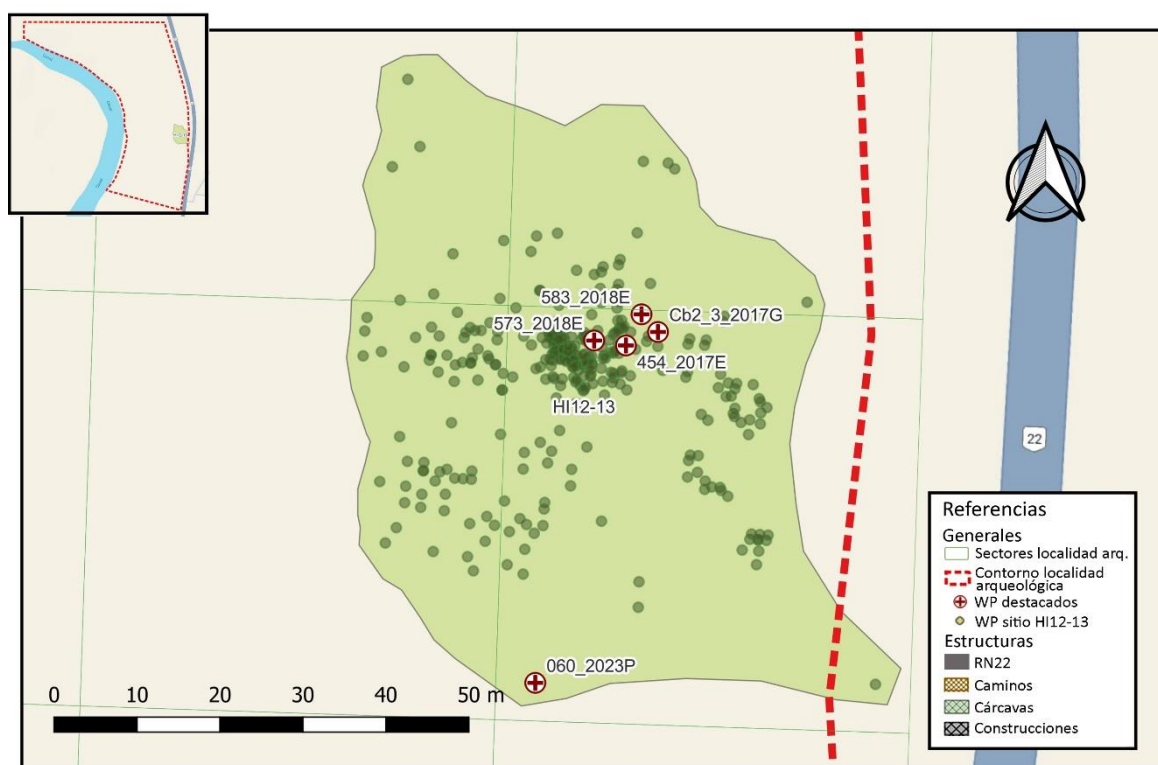 583_2018E
Cb2_3_2017G
573_2018E
454_2017E
HI12-13
22
060_2023P
0 10 20 30 40 50 m
Referencias
Generales
Sectores localidad arq.
Contorno localidad
arqueológica
WP destacados
WP sitio HI12-13
Estructuras
RN22
Caminos
Cárcavas
Construcciones